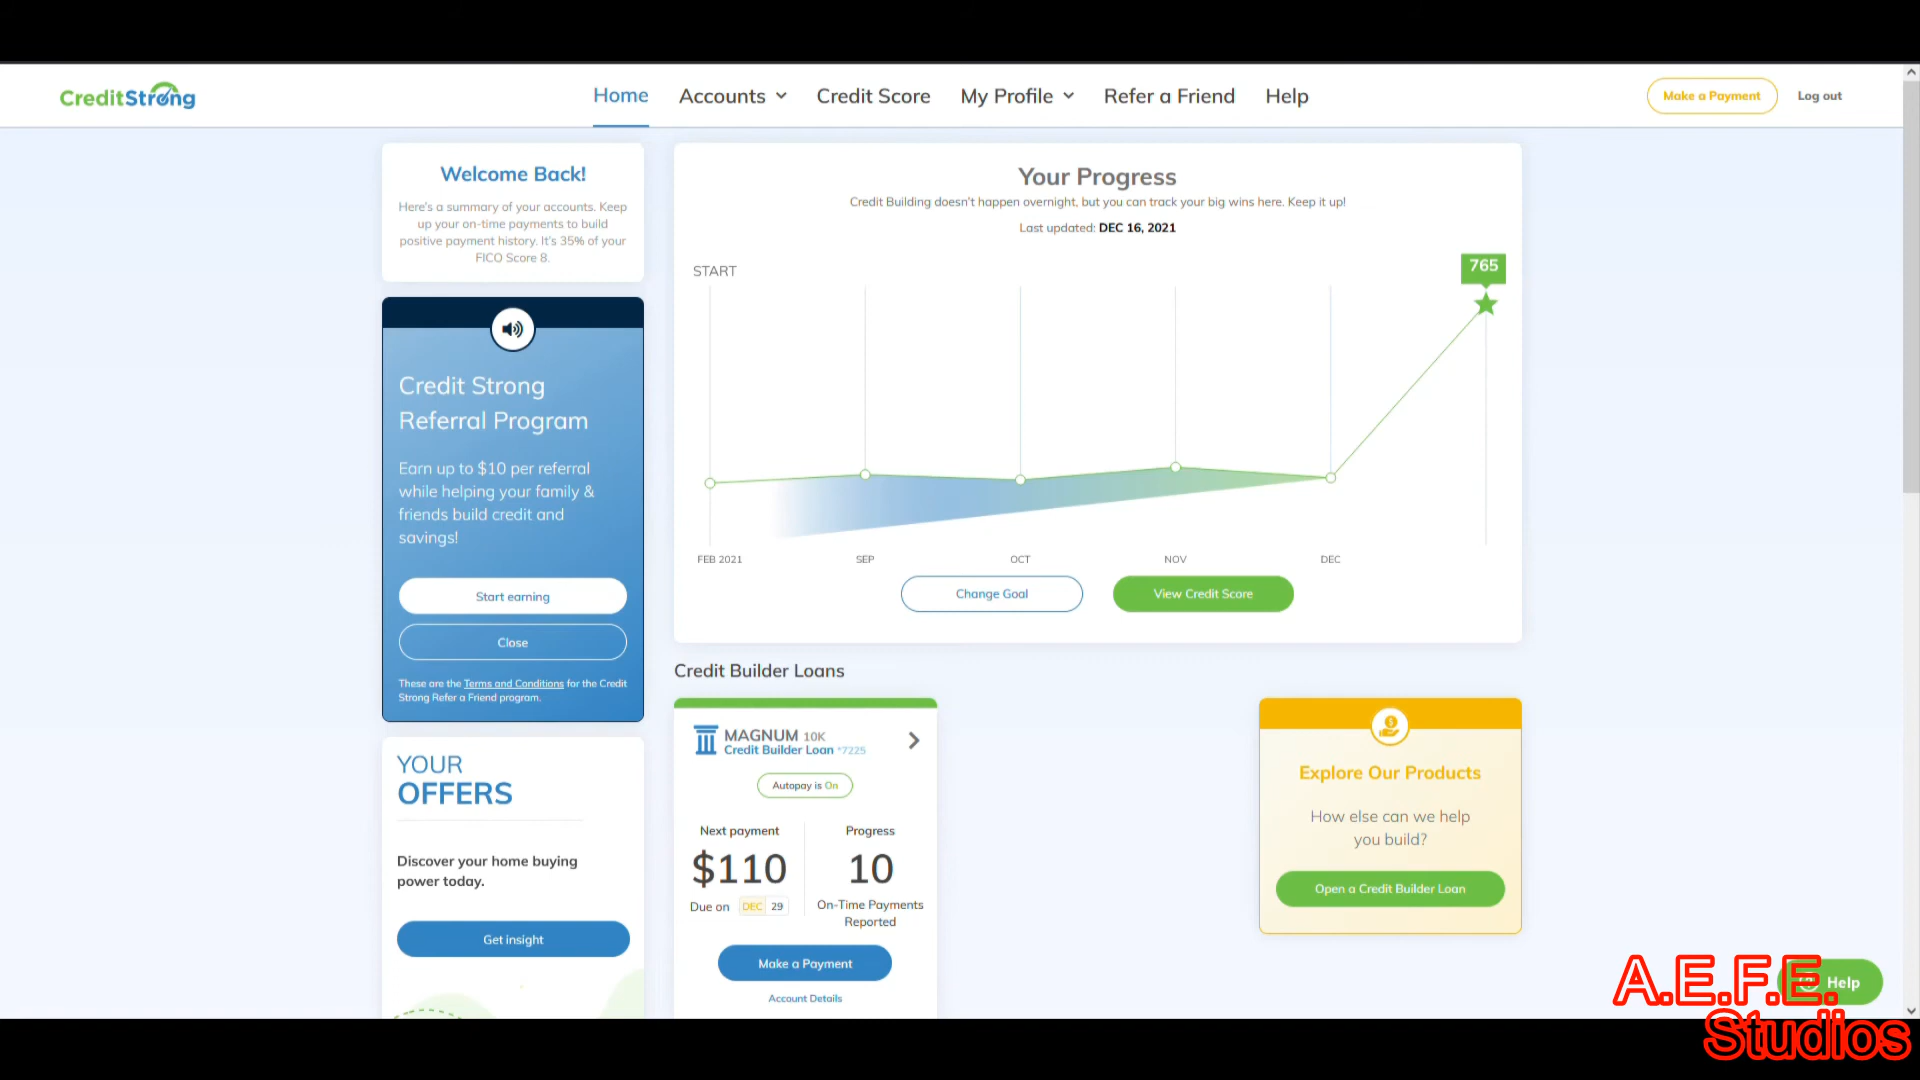 CreditStrong
Home
Accounts
Credit Score
My Profile
Refer a Friend
Help
Make a Payment
Log out
Welcome Back!
Here's a summary of your accounts. Keep
up your on-time payments to build
positive payment history. It's 35% of your
FICO Score 8.
Credit Strong
Referral Program
Earn up to $10 per referral
while helping your family &
friends build credit and
savings!
Start earning
Close
These are the Terms and Conditions for the Credit
Strong Refer a Friend program.
YOUR
OFFERS
Discover your home buying
power today.
Get insight
Your Progress
Credit Building doesn't happen overnight, but you can track your big wins here. Keep it up!
Last updated: DEC 16, 2021
START
765
FEB 2021
SEP
OCT
NOV
DEC
Change Goal
View Credit Score
Credit Builder Loans
MAGNUM 10K
Credit Builder Loan *7225
Autopay is On
Next payment
$110
Due on DEC 29
Progress
10
On-Time Payments
Reported
Make a Payment
Account Details
Explore Our Products
How else can we help
you build?
Open a Credit Builder Loan
Help
A.E.F.E.
Studios